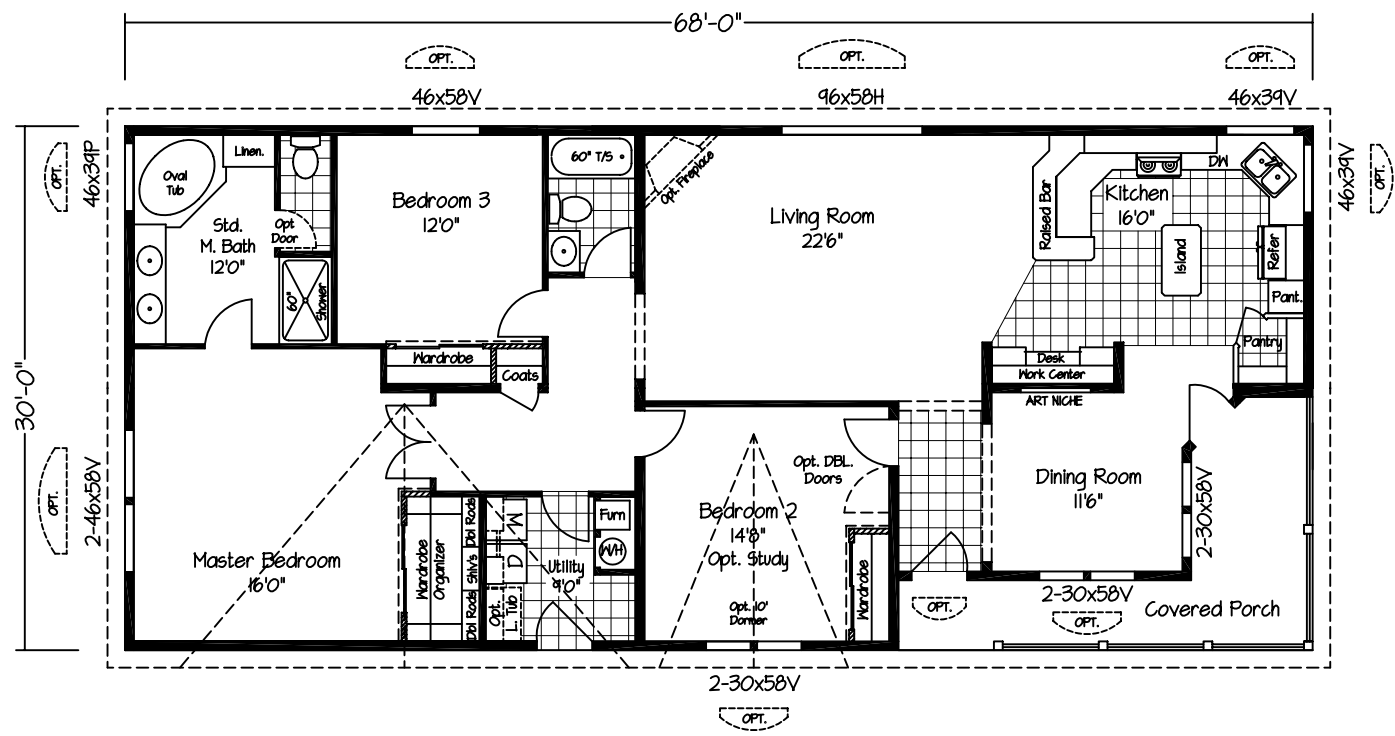 68'-0"
OPT.
OPT.
OPT.
46x58V
96x58H
46x39V
OPT.
46x39P
46x39V
OPT.
Oval
Tub
Linen.
Opt
Door
Std.
M. Bath
12'0"
60"
Shower
Bedroom 3
12'0"
60" T/S
Opt. Fireplace
Living Room
22'6"
Raised Bar
DW
Kitchen
16'0"
Island
Refer
Pant.
Pantry
Wardrobe
Coats
Desk
Work Center
ART NICHE
30'-0"
OPT.
2-46x58V
Master Bedroom
16'0"
Wardrobe
Organizer
Dbl Rods
Shlv's
Dbl Rods
M
D
Opt.
L. Tub
Utility
9'0"
Furn
W/H
Opt. DBL.
Doors
Bedroom 2
14'8"
Opt. Study
Opt. 10'
Dormer
Wardrobe
Dining Room
11'6"
2-30x58V
2-30x58V
OPT.
OPT.
Covered Porch
2-30x58V
OPT.